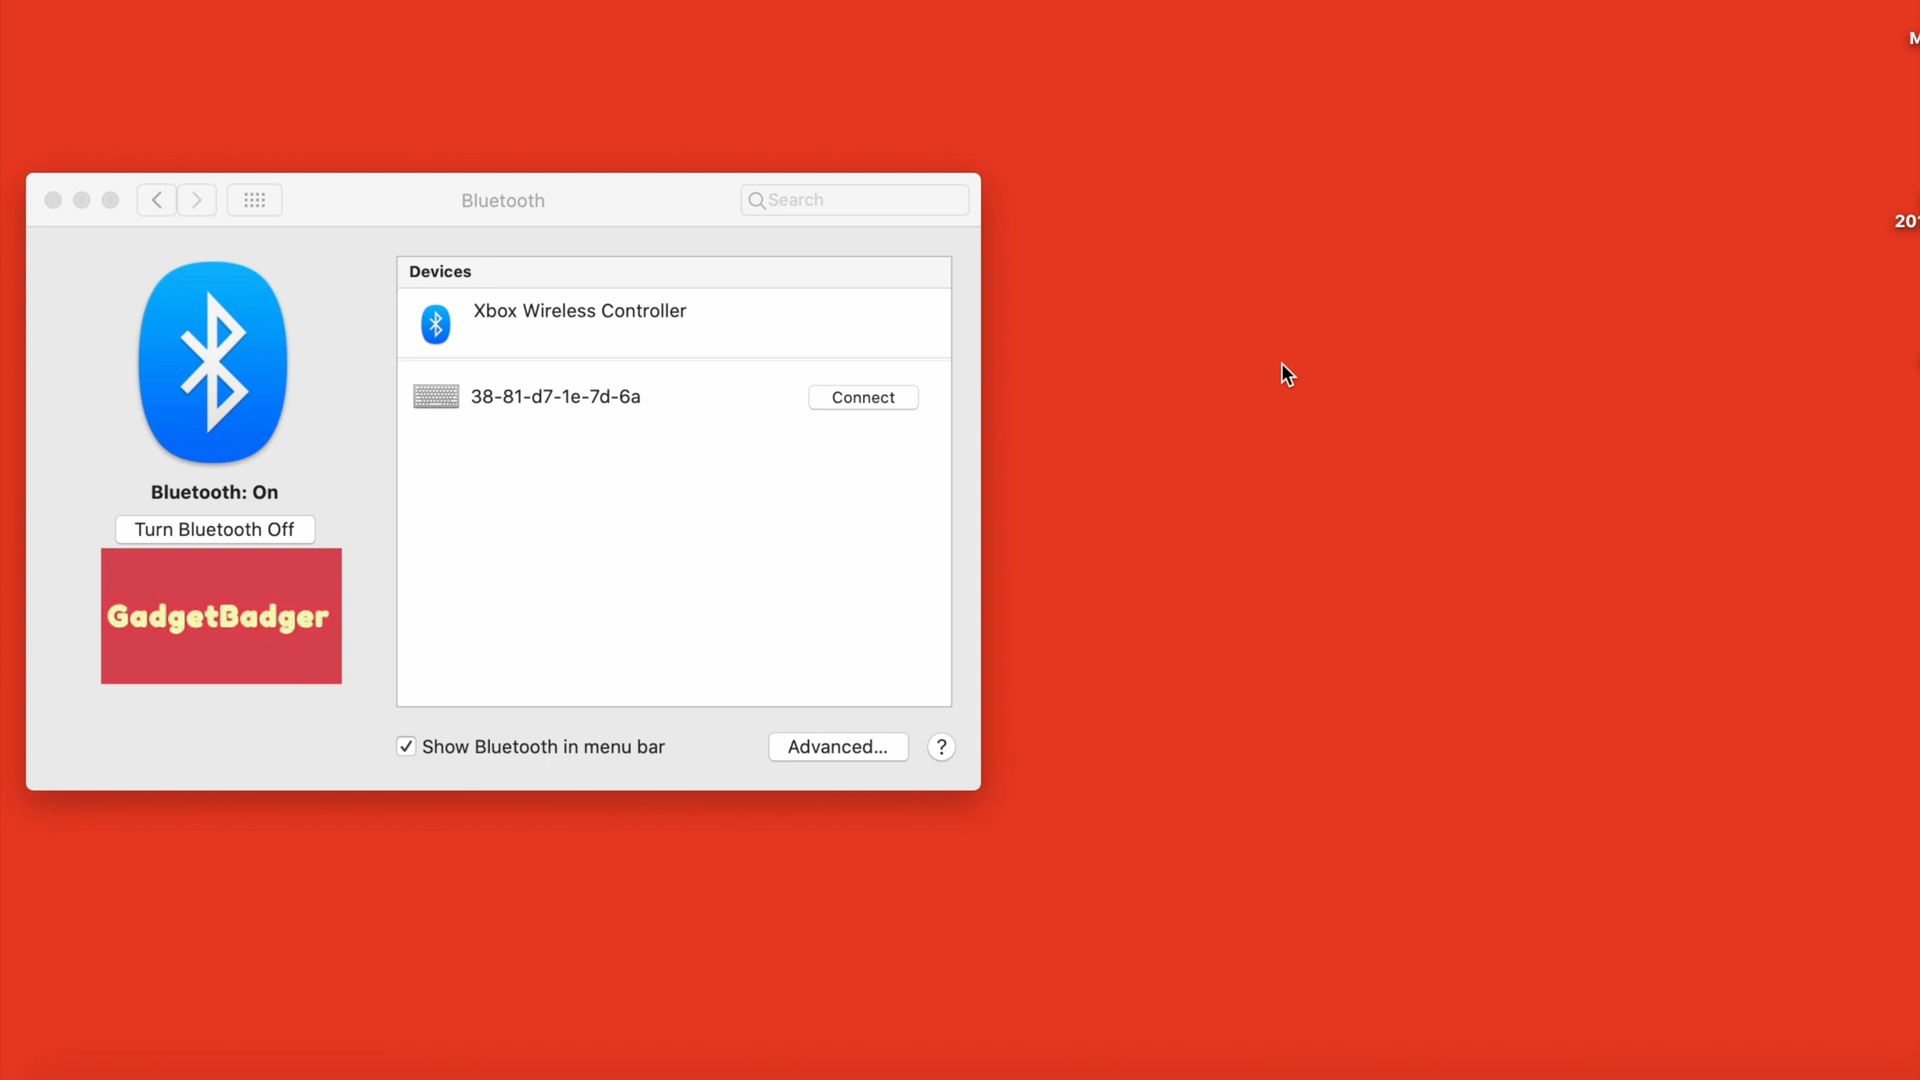 M
201
Bluetooth
Search
Devices
Xbox Wireless Controller
38-81-d7-1e-7d-6a
Connect
Bluetooth: On
Turn Bluetooth Off
GadgetBadger
Show Bluetooth in menu bar
Advanced...
?